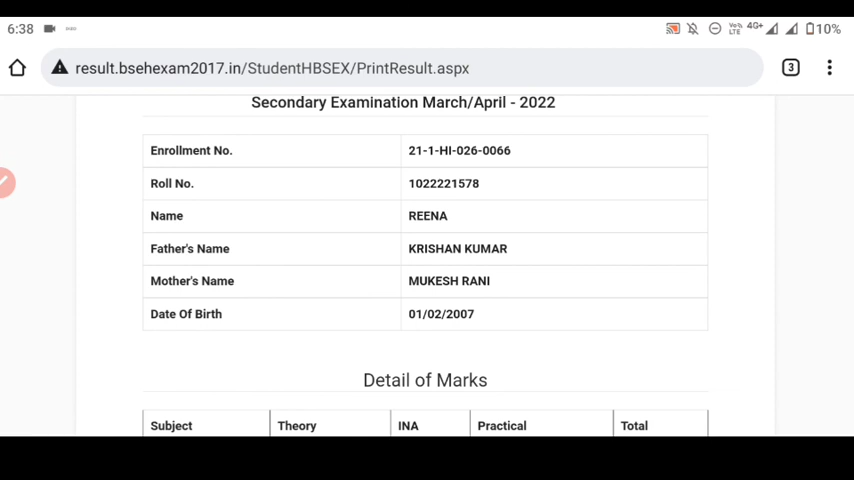 6:38 VoLTE 4G+ 10%
result.bsehexam2017.in/StudentHBSEX/PrintResult.aspx 3
Secondary Examination March/April - 2022
Enrollment No. 21-1-HI-026-0066
Roll No. 1022221578
Name REENA
Father's Name KRISHAN KUMAR
Mother's Name MUKESH RANI
Date Of Birth 01/02/2007
Detail of Marks
Subject Theory INA Practical Total